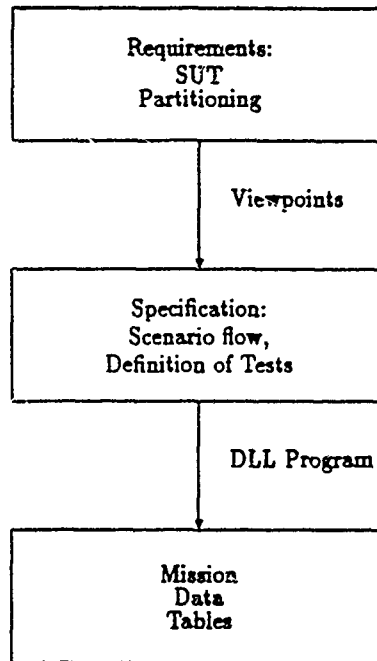 Requirements:
SUT
Partitioning
Viewpoints
Specification:
Scenario flow,
Definition of Tests
DLL Program
Mission
Data
Tables